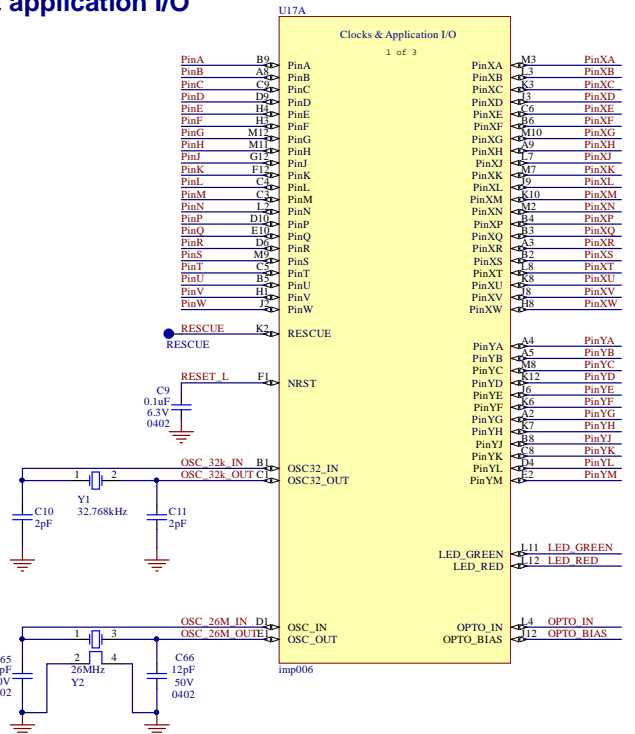 application I/O
U17A
Clocks & Application I/O
1 of 3
PinA B9 PinA PinXA M3 PinXA
PinB A8 PinB PinXB L3 PinXB
PinC C9 PinC PinXC K3 PinXC
PinD D9 PinD PinXD J3 PinXD
PinE H4 PinE PinXE C6 PinXE
PinF H3 PinF PinXF B6 PinXF
PinG M12 PinG PinXG M10 PinXG
PinH M11 PinH PinXH A9 PinXH
PinJ G12 PinJ PinXJ L7 PinXJ
PinK F12 PinK PinXK M7 PinXK
PinL C4 PinL PinXL J9 PinXL
PinM C3 PinM PinXM K10 PinXM
PinN L2 PinN PinXN M2 PinXN
PinP D10 PinP PinXP B4 PinXP
PinQ E10 PinQ PinXQ B3 PinXQ
PinR D6 PinR PinXR A3 PinXR
PinS M9 PinS PinXS B2 PinXS
PinT C5 PinT PinXT L8 PinXT
PinU B5 PinU PinXU K8 PinXU
PinV H1 PinV PinXV J8 PinXV
PinW J2 PinW PinXW H8 PinXW
RESCUE K2 RESCUE
RESCUE
PinYA A4 PinYA
PinYB A5 PinYB
PinYC M8 PinYC
RESET_L F1 NRST PinYD K12 PinYD
PinYE J6 PinYE
PinYF K6 PinYF
PinYG A2 PinYG
PinYH K7 PinYH
PinYJ B8 PinYJ
PinYK C8 PinYK
PinYL D4 PinYL
PinYM E2 PinYM
C9
0.1uF
6.3V
0402
OSC_32k_IN B1 OSC32_IN
OSC_32k_OUT C1 OSC32_OUT
1 2
Y1
32.768kHz
C10
2pF
C11
2pF
LED_GREEN L11 LED_GREEN
LED_RED L12 LED_RED
OSC_26M_IN D1 OSC_IN OPTO_IN L4 OPTO_IN
OSC_26M_OUT E1 OSC_OUT OPTO_BIAS J12 OPTO_BIAS
1 3
2 4
26MHz
Y2
65
pF
0V
02
C66
12pF
50V
0402
imp006